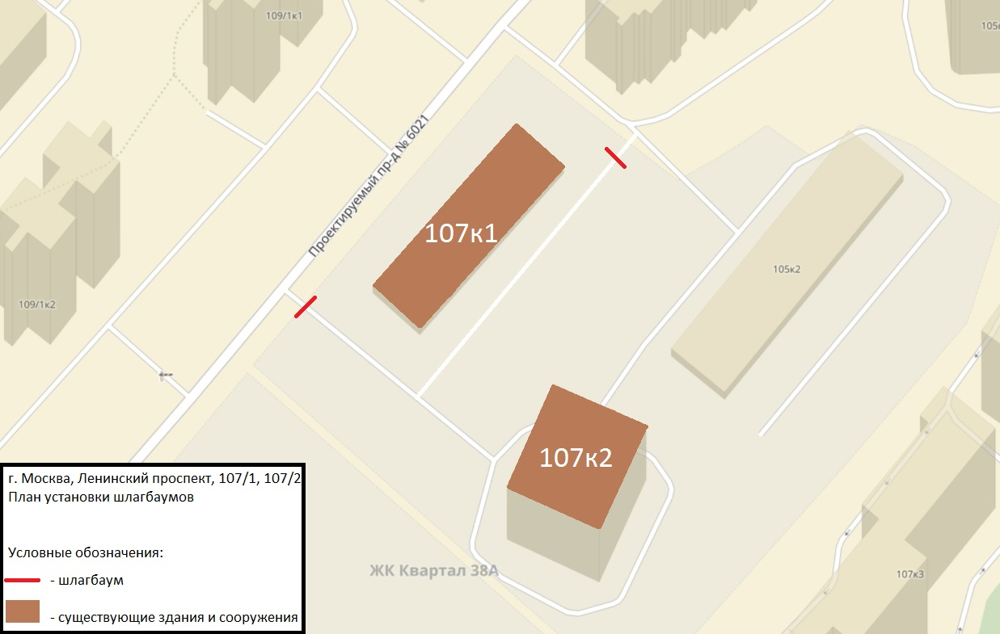 109/1к1
105к
Проектируемый пр-д № 6021
107к1
105к2
109/1к2
107к2
ЖК Квартал 38А
107к3
г. Москва, Ленинский проспект, 107/1, 107/2
План установки шлагбаумов
Условные обозначения:
- шлагбаум
- существующие здания и сооружения